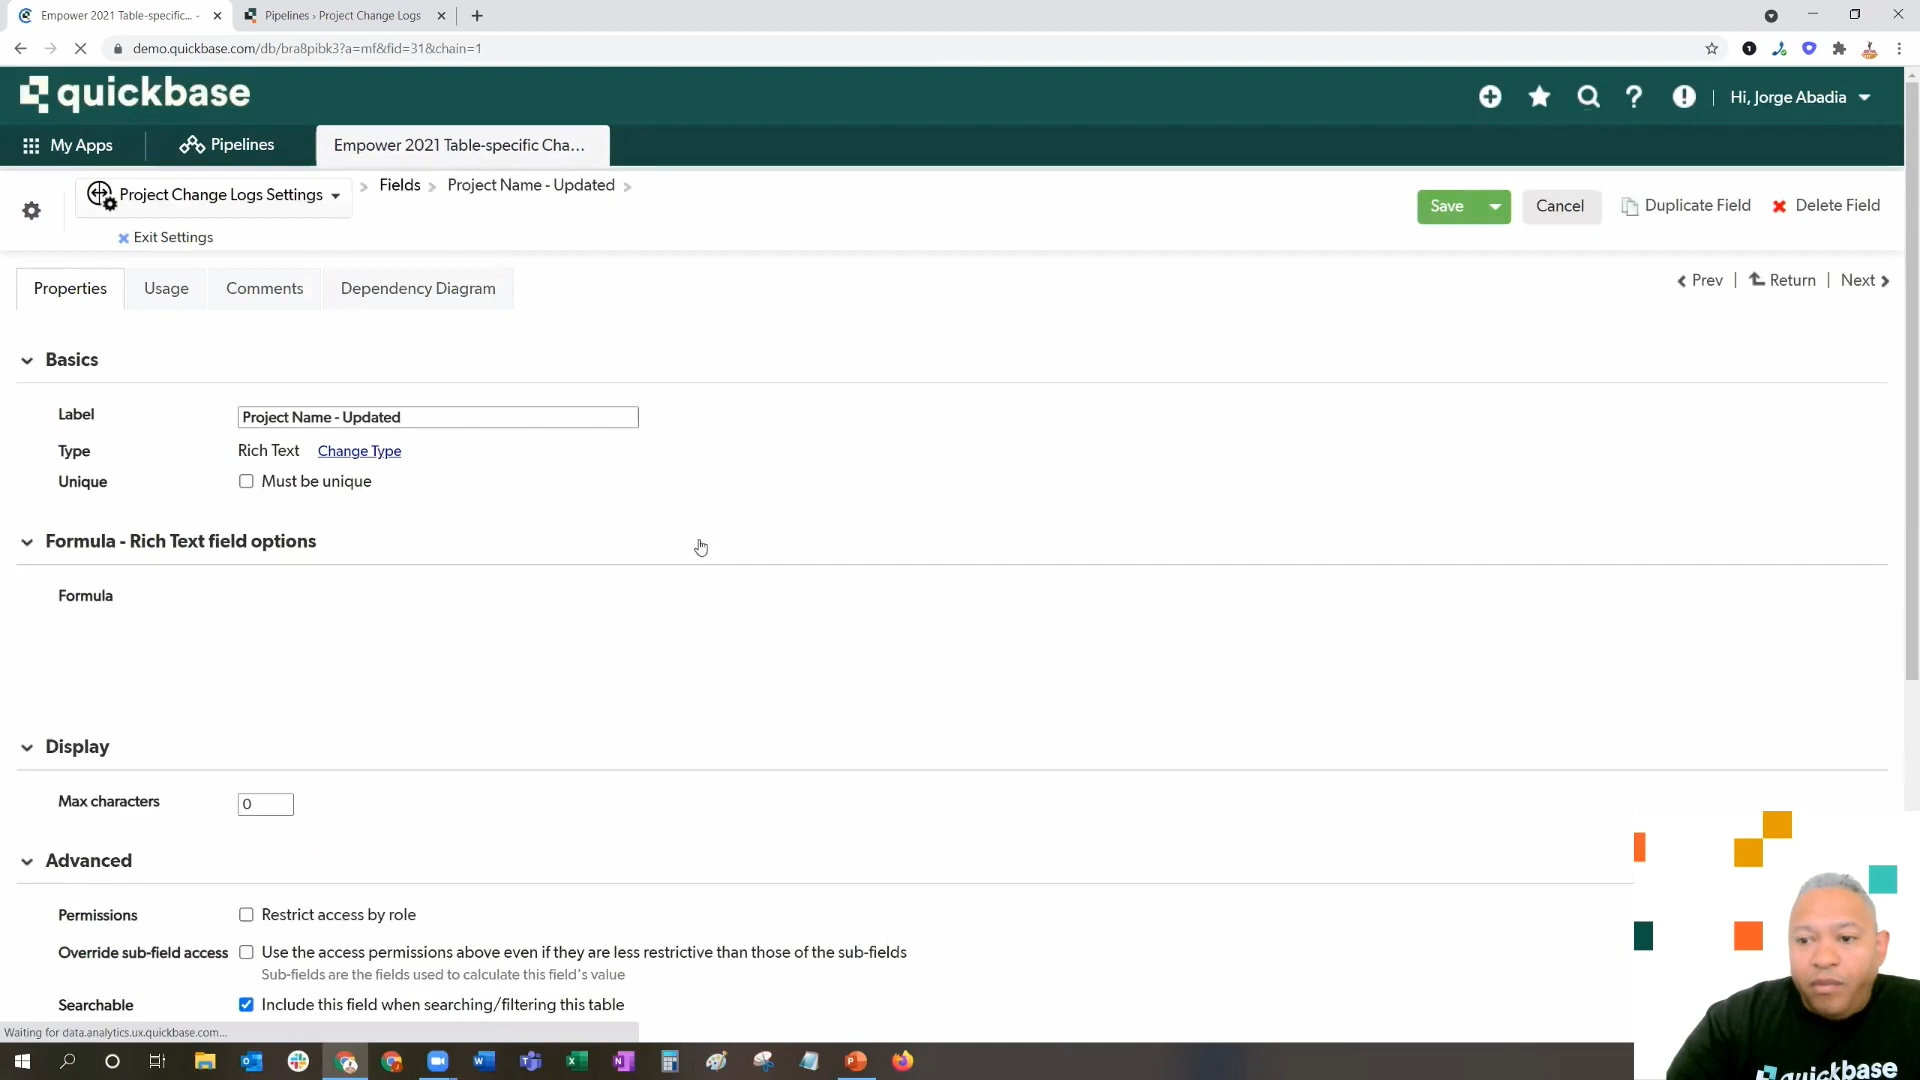 Empower 2021 Table-specific... -
Pipelines › Project Change Logs
demo.quickbase.com/db/bra8pibk3?a=mf&fid=31&chain=1
quickbase
Hi, Jorge Abadia
My Apps
Pipelines
Empower 2021 Table-specific Cha...
Project Change Logs Settings
Fields
Project Name - Updated
Save
Cancel
Duplicate Field
Delete Field
Exit Settings
Properties
Usage
Comments
Dependency Diagram
Prev
Return
Next
Basics
Label
Project Name - Updated
Type
Rich Text Change Type
Unique
Must be unique
Formula - Rich Text field options
Formula
Display
Max characters
0
Advanced
Permissions
Restrict access by role
Override sub-field access
Use the access permissions above even if they are less restrictive than those of the sub-fields
Sub-fields are the fields used to calculate this field's value
Searchable
Include this field when searching/filtering this table
Waiting for data.analytics.ux.quickbase.com...
quickbase